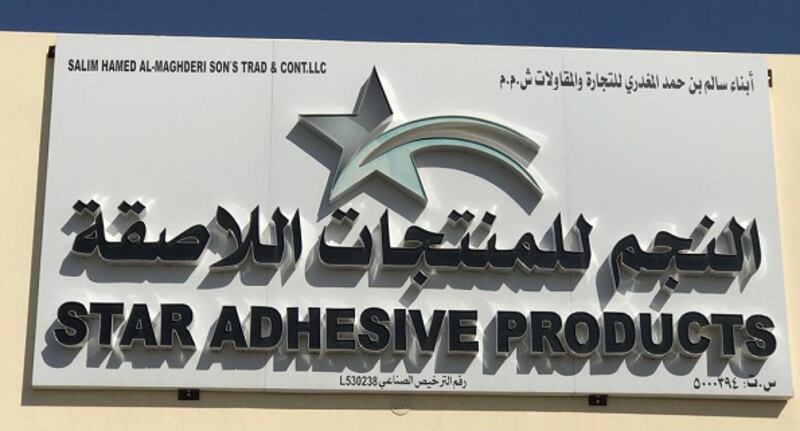 SALIM HAMED AL-MAGHDERI SON'S TRAD & CONT.LLC
أبناء سالم بن حمد المغدري للتجارة والمقاولات ش.م.م
النجم للمنتجات اللاصقة
STAR ADHESIVE PRODUCTS
رقم الترخيص الصناعي L530238
س.ت: ٥٠٠٠٣٩٤